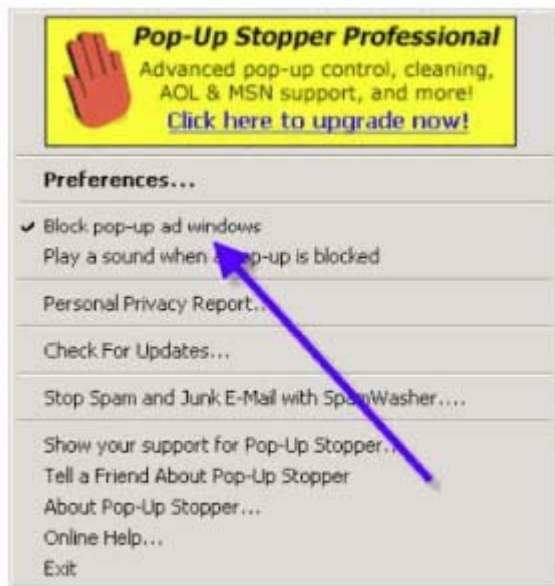 Pop-Up Stopper Professional
Advanced pop-up control, cleaning,
AOL & MSN support, and more!
Click here to upgrade now!
Preferences...
Block pop-up ad windows
Play a sound when a pop-up is blocked
Personal Privacy Report...
Check For Updates...
Stop Spam and Junk E-Mail with SpamWasher....
Show your support for Pop-Up Stopper...
Tell a Friend About Pop-Up Stopper
About Pop-Up Stopper...
Online Help...
Exit